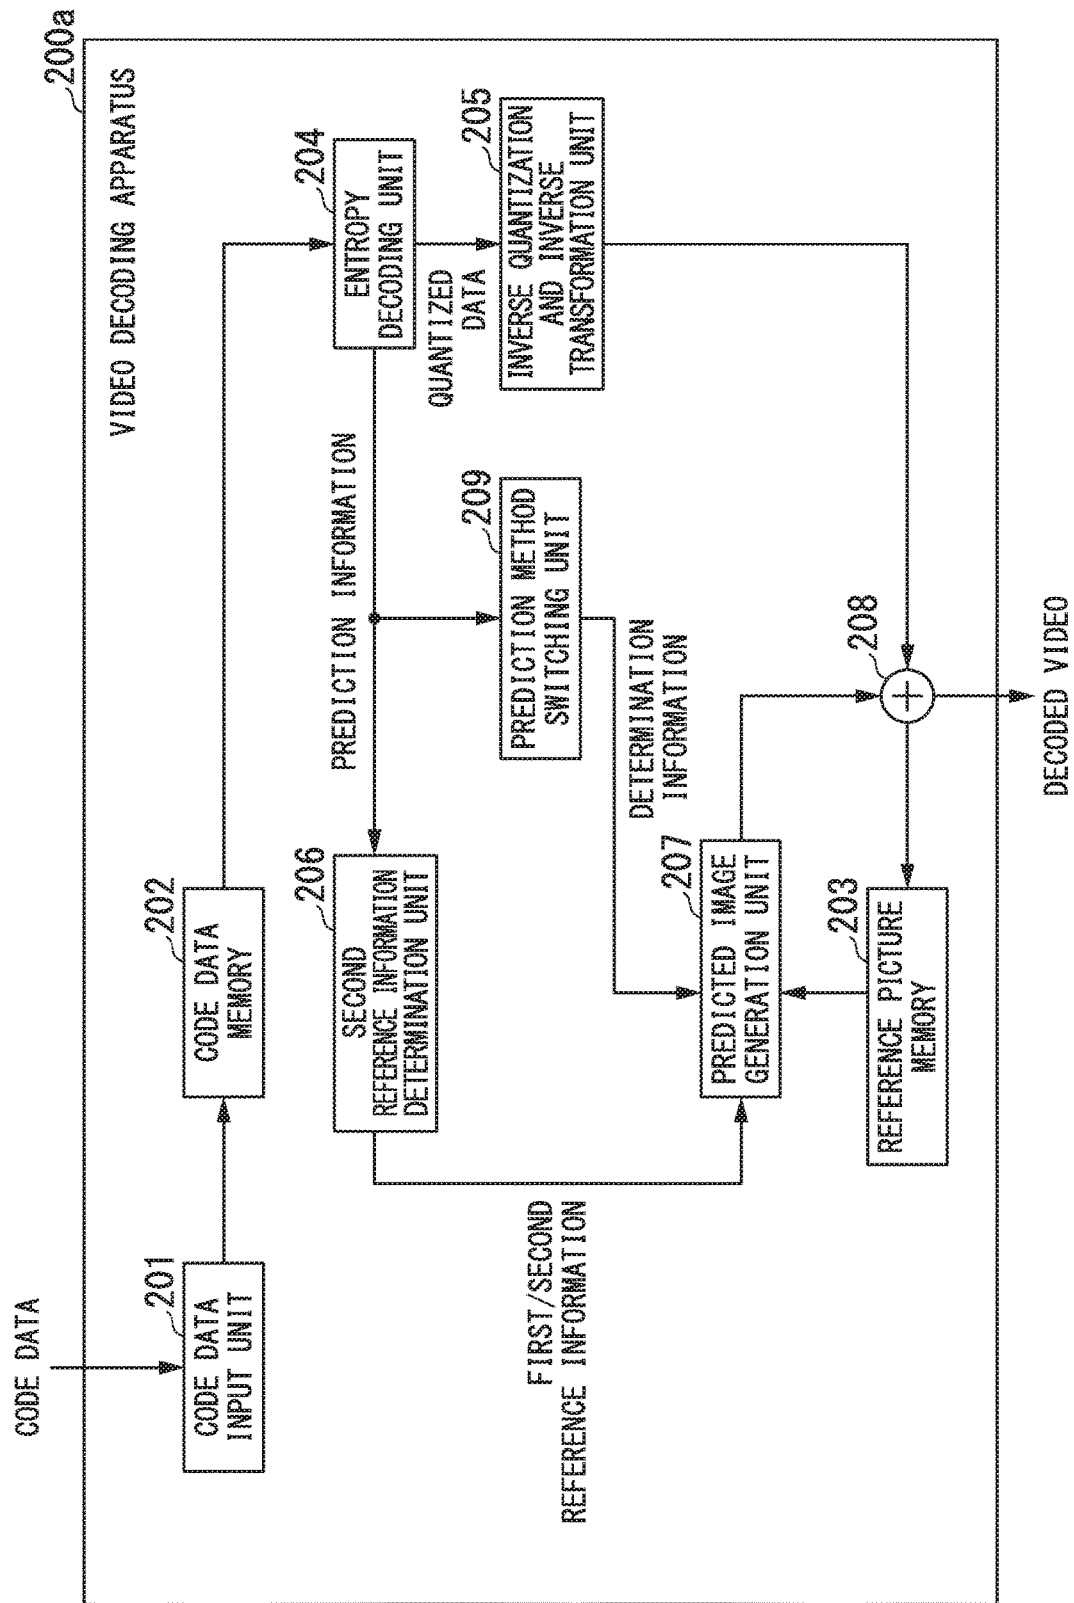 200a
VIDEO DECODING APPARATUS
CODE DATA
201
CODE DATA
INPUT UNIT
202
CODE DATA
MEMORY
204
ENTROPY
DECODING UNIT
PREDICTION INFORMATION
QUANTIZED
DATA
205
INVERSE QUANTIZATION
AND INVERSE
TRANSFORMATION UNIT
206
SECOND
REFERENCE INFORMATION
DETERMINATION UNIT
209
PREDICTION METHOD
SWITCHING UNIT
FIRST/SECOND
REFERENCE INFORMATION
DETERMINATION
INFORMATION
207
PREDICTED IMAGE
GENERATION UNIT
208
+
203
REFERENCE PICTURE
MEMORY
DECODED VIDEO